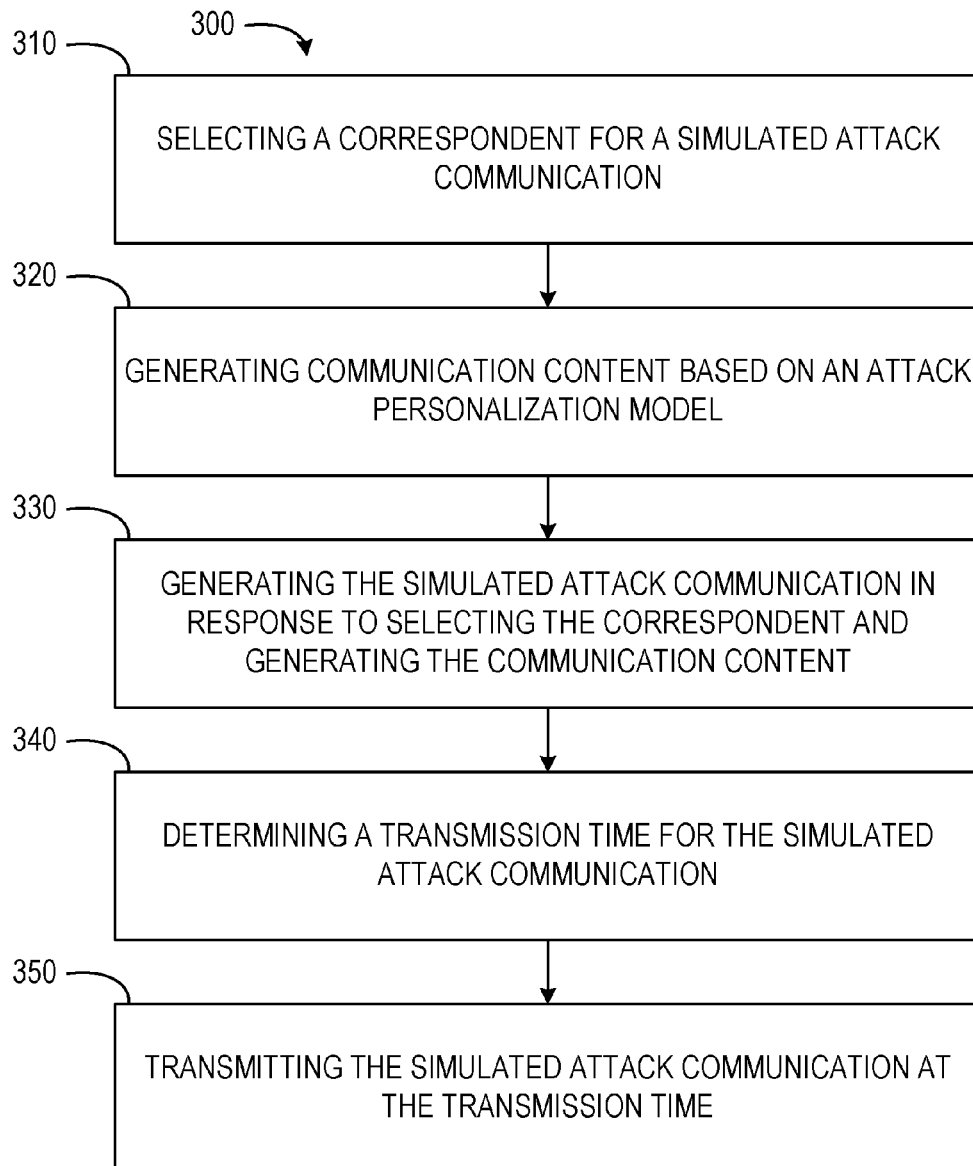 300
310
SELECTING A CORRESPONDENT FOR A SIMULATED ATTACK
COMMUNICATION
320
GENERATING COMMUNICATION CONTENT BASED ON AN ATTACK
PERSONALIZATION MODEL
330
GENERATING THE SIMULATED ATTACK COMMUNICATION IN
RESPONSE TO SELECTING THE CORRESPONDENT AND
GENERATING THE COMMUNICATION CONTENT
340
DETERMINING A TRANSMISSION TIME FOR THE SIMULATED
ATTACK COMMUNICATION
350
TRANSMITTING THE SIMULATED ATTACK COMMUNICATION AT
THE TRANSMISSION TIME